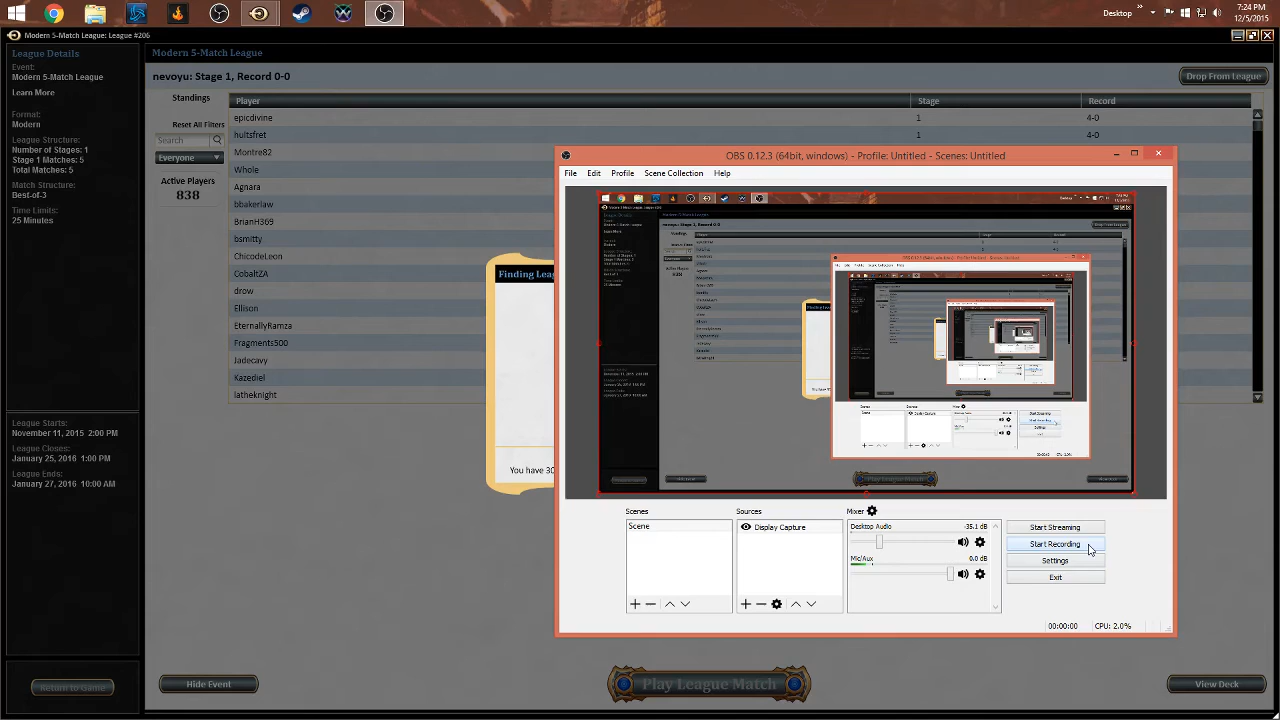 Desktop
7:24 PM
12/5/2015
Modern 5-Match League: League #206
League Details
Event:
Modern 5-Match League
Learn More
Format:
Modern
League Structure:
Number of Stages: 1
Stage 1 Matches: 5
Total Matches: 5
Match Structure:
Best-of-3
Time Limits:
25 Minutes
League Starts:
November 11, 2015 2:00 PM
League Closes:
January 25, 2016 1:00 PM
League Ends:
January 27, 2016 10:00 AM
Return to Game
Modern 5-Match League
nevoyu: Stage 1, Record 0-0
Drop From League
Standings
Reset All Filters
Search
Everyone
Active Players
838
Player Stage Record
epicdivine 1 4-0
hultsfret 1 4-0
Montre82
Whole
Agnara
bbakerlaw
BrianH369
bsmitty
ChicodeLeon
CobaltZA
drow
Ellison
EternallyRamza
Fragments500
Jadecavy
Kazediel
latheknight
Finding Leag
You have 30
Hide Event
Play League Match
View Deck
OBS 0.12.3 (64bit, windows) - Profile: Untitled - Scenes: Untitled
File Edit Profile Scene Collection Help
Scenes
Scene
Sources
Display Capture
Mixer
Desktop Audio -35.1 dB
Mic/Aux 0.0 dB
Start Streaming
Start Recording
Settings
Exit
00:00:00 CPU: 2.0%